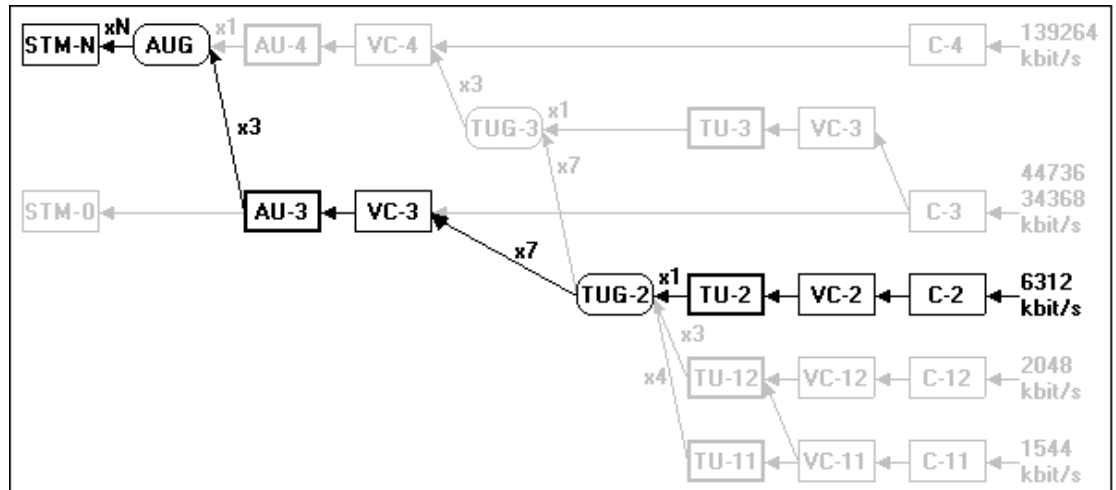 xN
x1
139264
STM-N
AUG
AU-4
VC-4
C-4
kbit/s
x3
x1
TUG-3
TU-3
VC-3
x3
x7
44736
STM-0
AU-3
VC-3
C-3
34368
kbit/s
x7
x1
6312
TUG-2
TU-2
VC-2
C-2
kbit/s
x3
2048
x4
TU-12
VC-12
C-12
kbit/s
1544
TU-11
VC-11
C-11
kbit/s